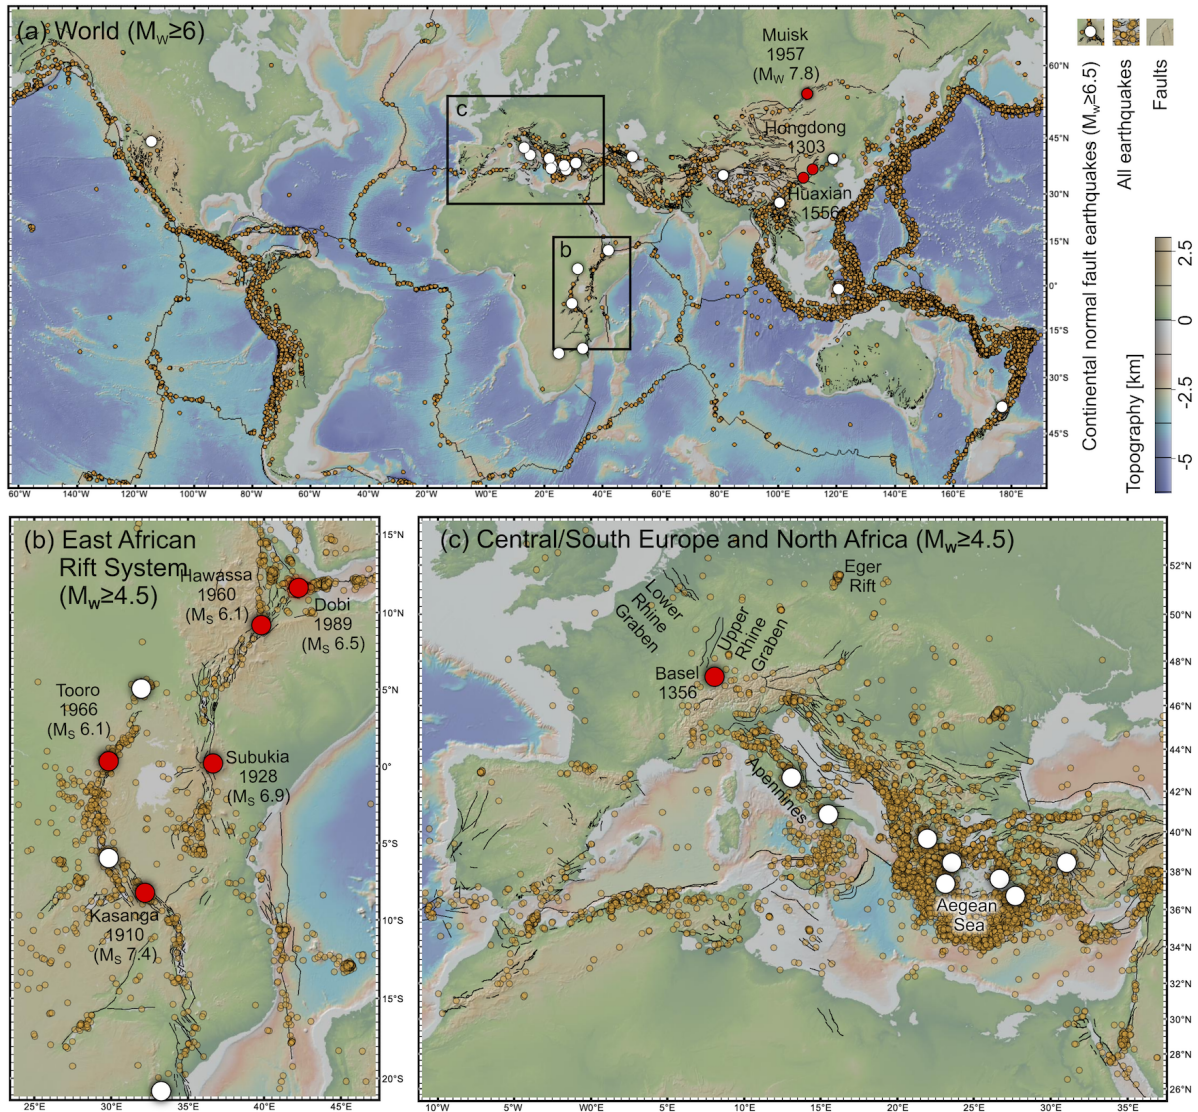 (a) World (Mw≥6)
Muisk
1957
(Mw 7.8)
Hongdong
1303
Huaxian
1556
c
b
60°N
45°N
30°N
15°N
0°
15°S
30°S
45°S
60°W
140°W
120°W
100°W
80°W
60°W
40°W
20°W
W0°E
20°E
40°E
60°E
80°E
100°E
120°E
140°E
160°E
180°E
Continental normal fault earthquakes (Mw≥6.5)
All earthquakes
Faults
Topography [km]
2.5
0
-2.5
-5
(b) East African
Rift System
(Mw≥4.5)
Hawassa
1960
(Ms 6.1)
Dobi
1989
(Ms 6.5)
Tooro
1966
(Ms 6.1)
Subukia
1928
(Ms 6.9)
Kasanga
1910
(Ms 7.4)
15°N
10°N
5°N
0°
5°S
10°S
15°S
20°S
25°E
30°E
35°E
40°E
45°E
(c) Central/South Europe and North Africa (Mw≥4.5)
Eger
Rift
Lower
Rhine
Graben
Upper
Rhine
Graben
Basel
1356
Apennines
Aegean
Sea
52°N
50°N
48°N
46°N
44°N
42°N
40°N
38°N
36°N
34°N
32°N
30°N
28°N
26°N
10°W
5°W
W0°E
5°E
10°E
15°E
20°E
25°E
30°E
35°E